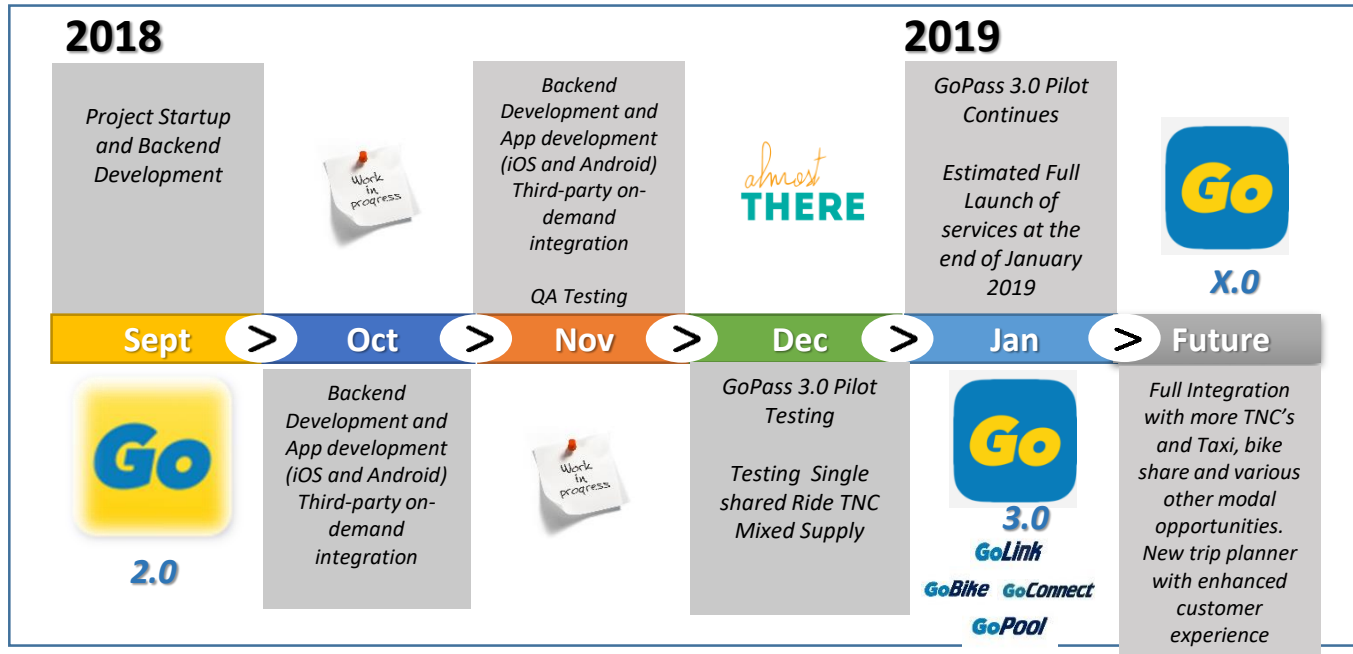 2018
2019
Project Startup
and Backend
Development
Work
in
progress
Backend
Development and
App development
(iOS and Android)
Third-party on-
demand
integration
QA Testing
almost
THERE
GoPass 3.0 Pilot
Continues
Estimated Full
Launch of
services at the
end of January
2019
Go
X.0
Sept > Oct > Nov > Dec > Jan > Future
Go
2.0
Backend
Development and
App development
(iOS and Android)
Third-party on-
demand
integration
Work
in
progress
GoPass 3.0 Pilot
Testing
Testing Single
shared Ride TNC
Mixed Supply
Go
3.0
GoLink
GoBike GoConnect
GoPool
Full Integration
with more TNC's
and Taxi, bike
share and various
other modal
opportunities.
New trip planner
with enhanced
customer
experience